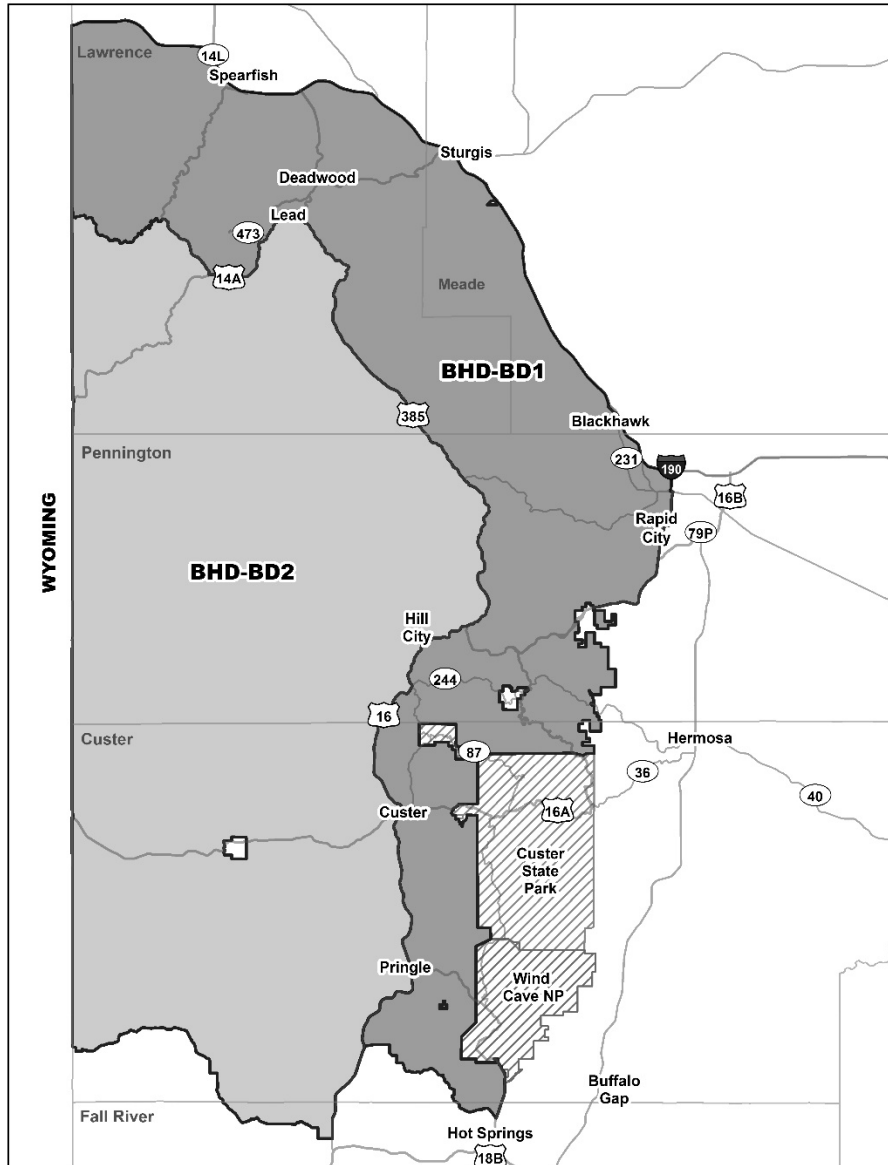 Lawrence
14L
Spearfish
Sturgis
Deadwood
Lead
473
14A
Meade
BHD-BD1
385
Blackhawk
Pennington
231
190
16B
Rapid
City
79P
WYOMING
BHD-BD2
Hill
City
244
16
Custer
87
Hermosa
36
40
Custer
16A
Custer
State
Park
Pringle
Wind
Cave NP
Buffalo
Gap
Fall River
Hot Springs
18B